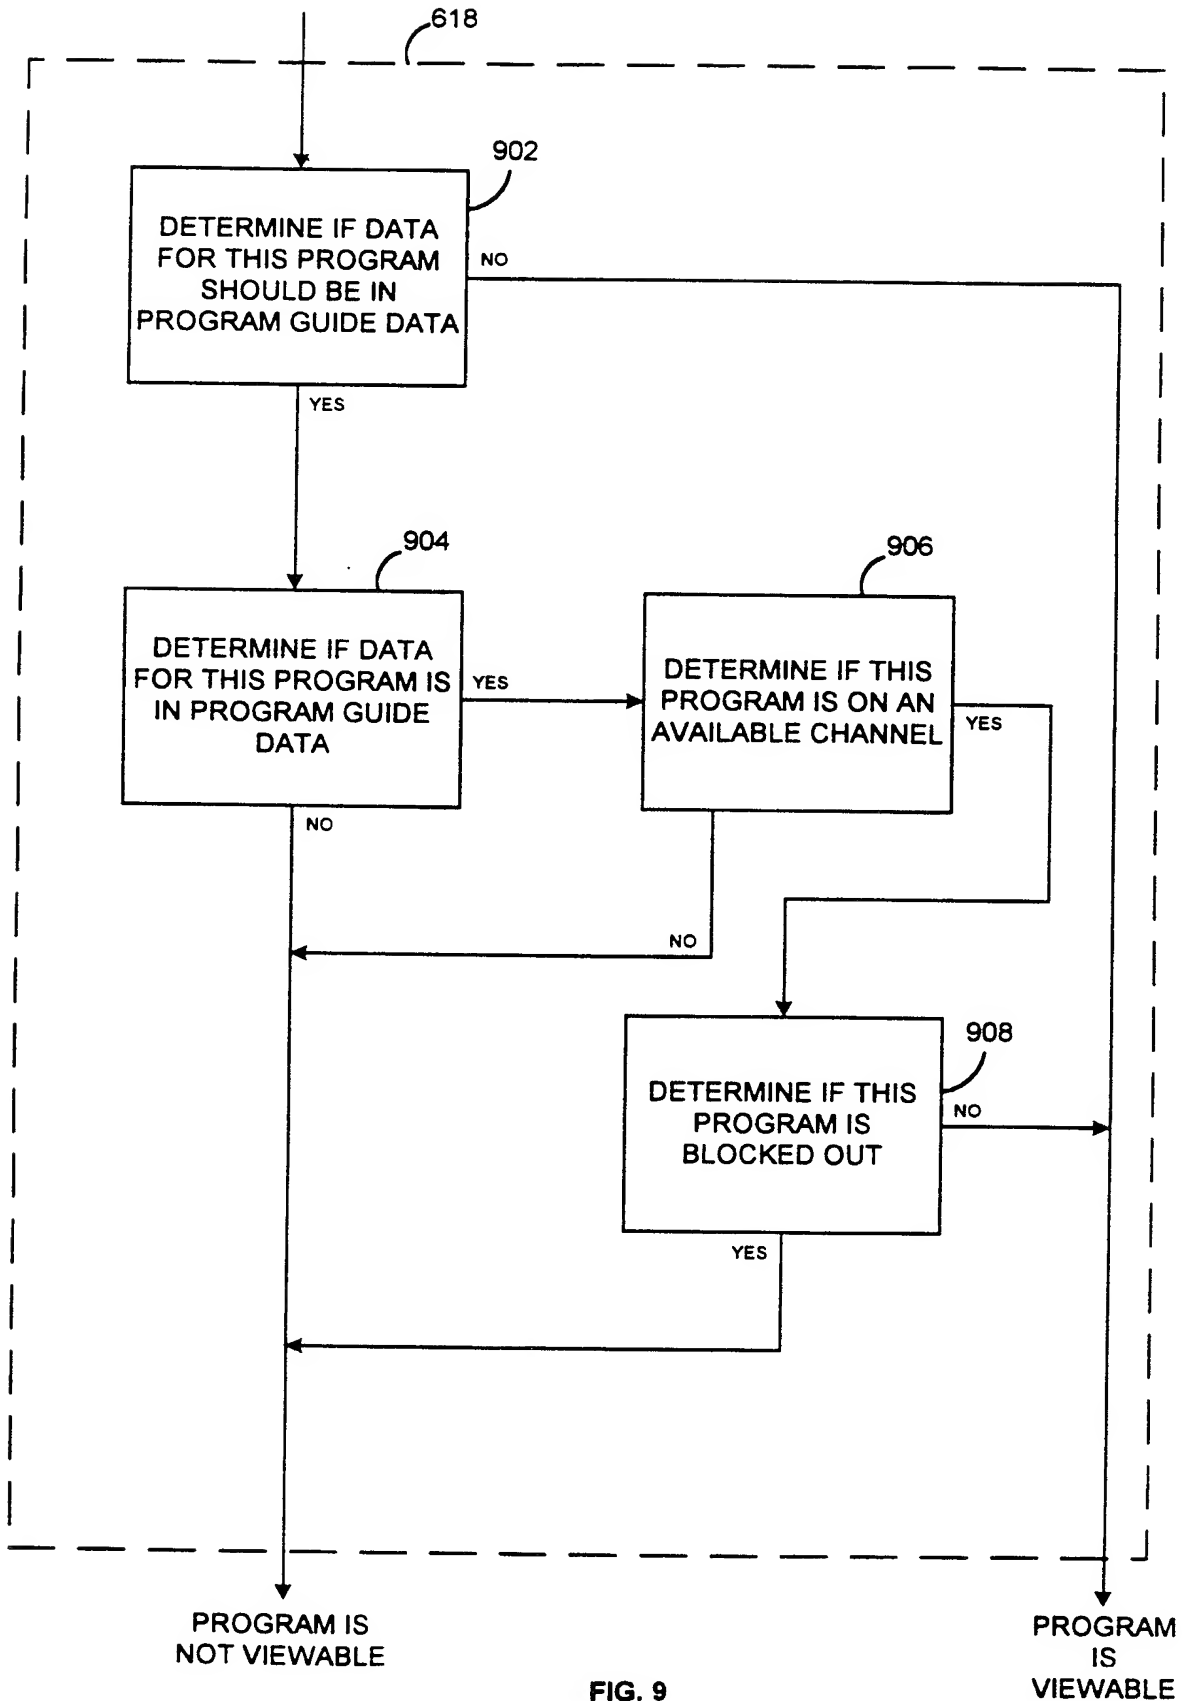 618
902
DETERMINE IF DATA
FOR THIS PROGRAM
SHOULD BE IN
PROGRAM GUIDE DATA
NO
YES
904
906
DETERMINE IF DATA
FOR THIS PROGRAM IS
IN PROGRAM GUIDE
DATA
YES
DETERMINE IF THIS
PROGRAM IS ON AN
AVAILABLE CHANNEL
YES
NO
NO
908
DETERMINE IF THIS
PROGRAM IS
BLOCKED OUT
NO
YES
PROGRAM IS
NOT VIEWABLE
PROGRAM
IS
VIEWABLE
FIG. 9